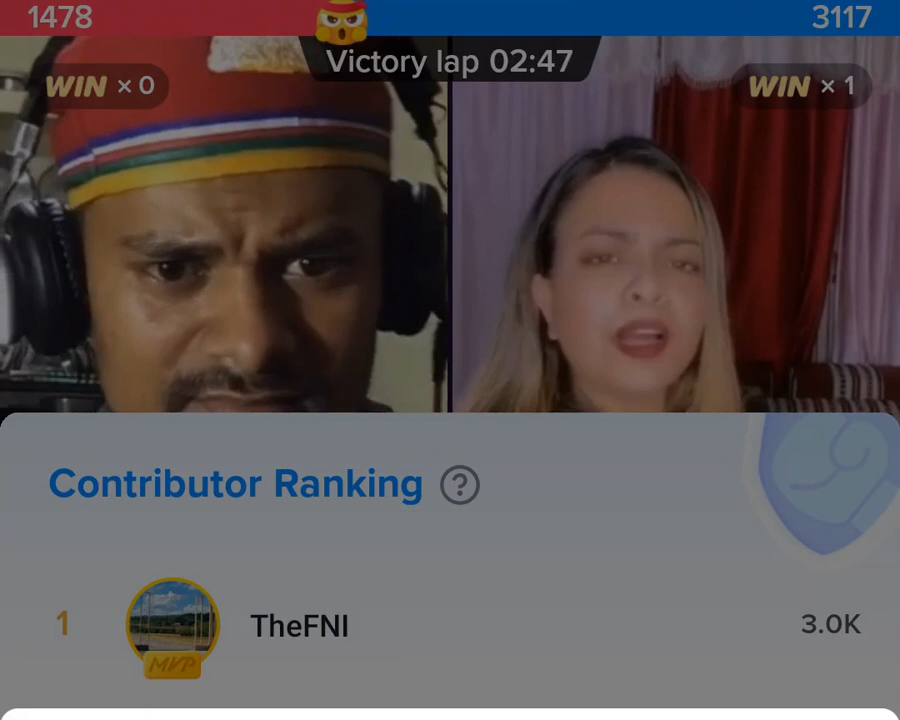 1478
3117
Victory lap 02:47
WIN × 0
WIN × 1
Contributor Ranking ?
1
TheFNI
3.0K
MVP